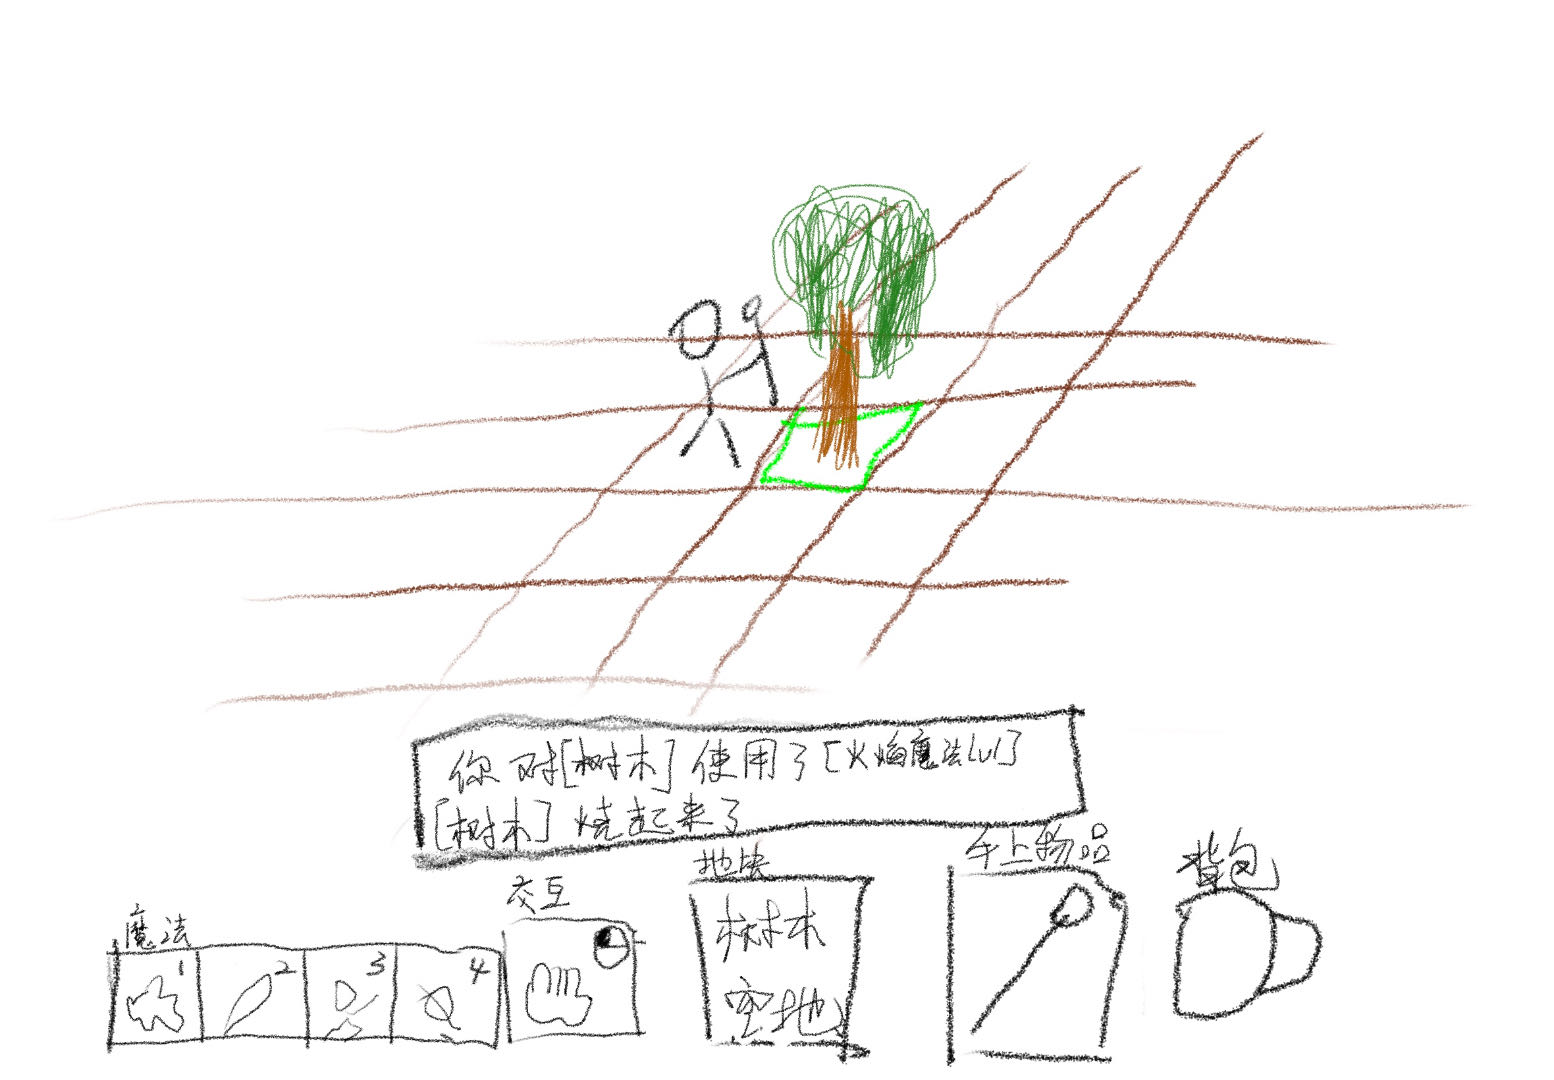 你对[树木]使用了[火焰魔法lv1]
[树木]烧起来了
魔法
1
2
3
4
交互
地块
树木
空地
手上物品
背包